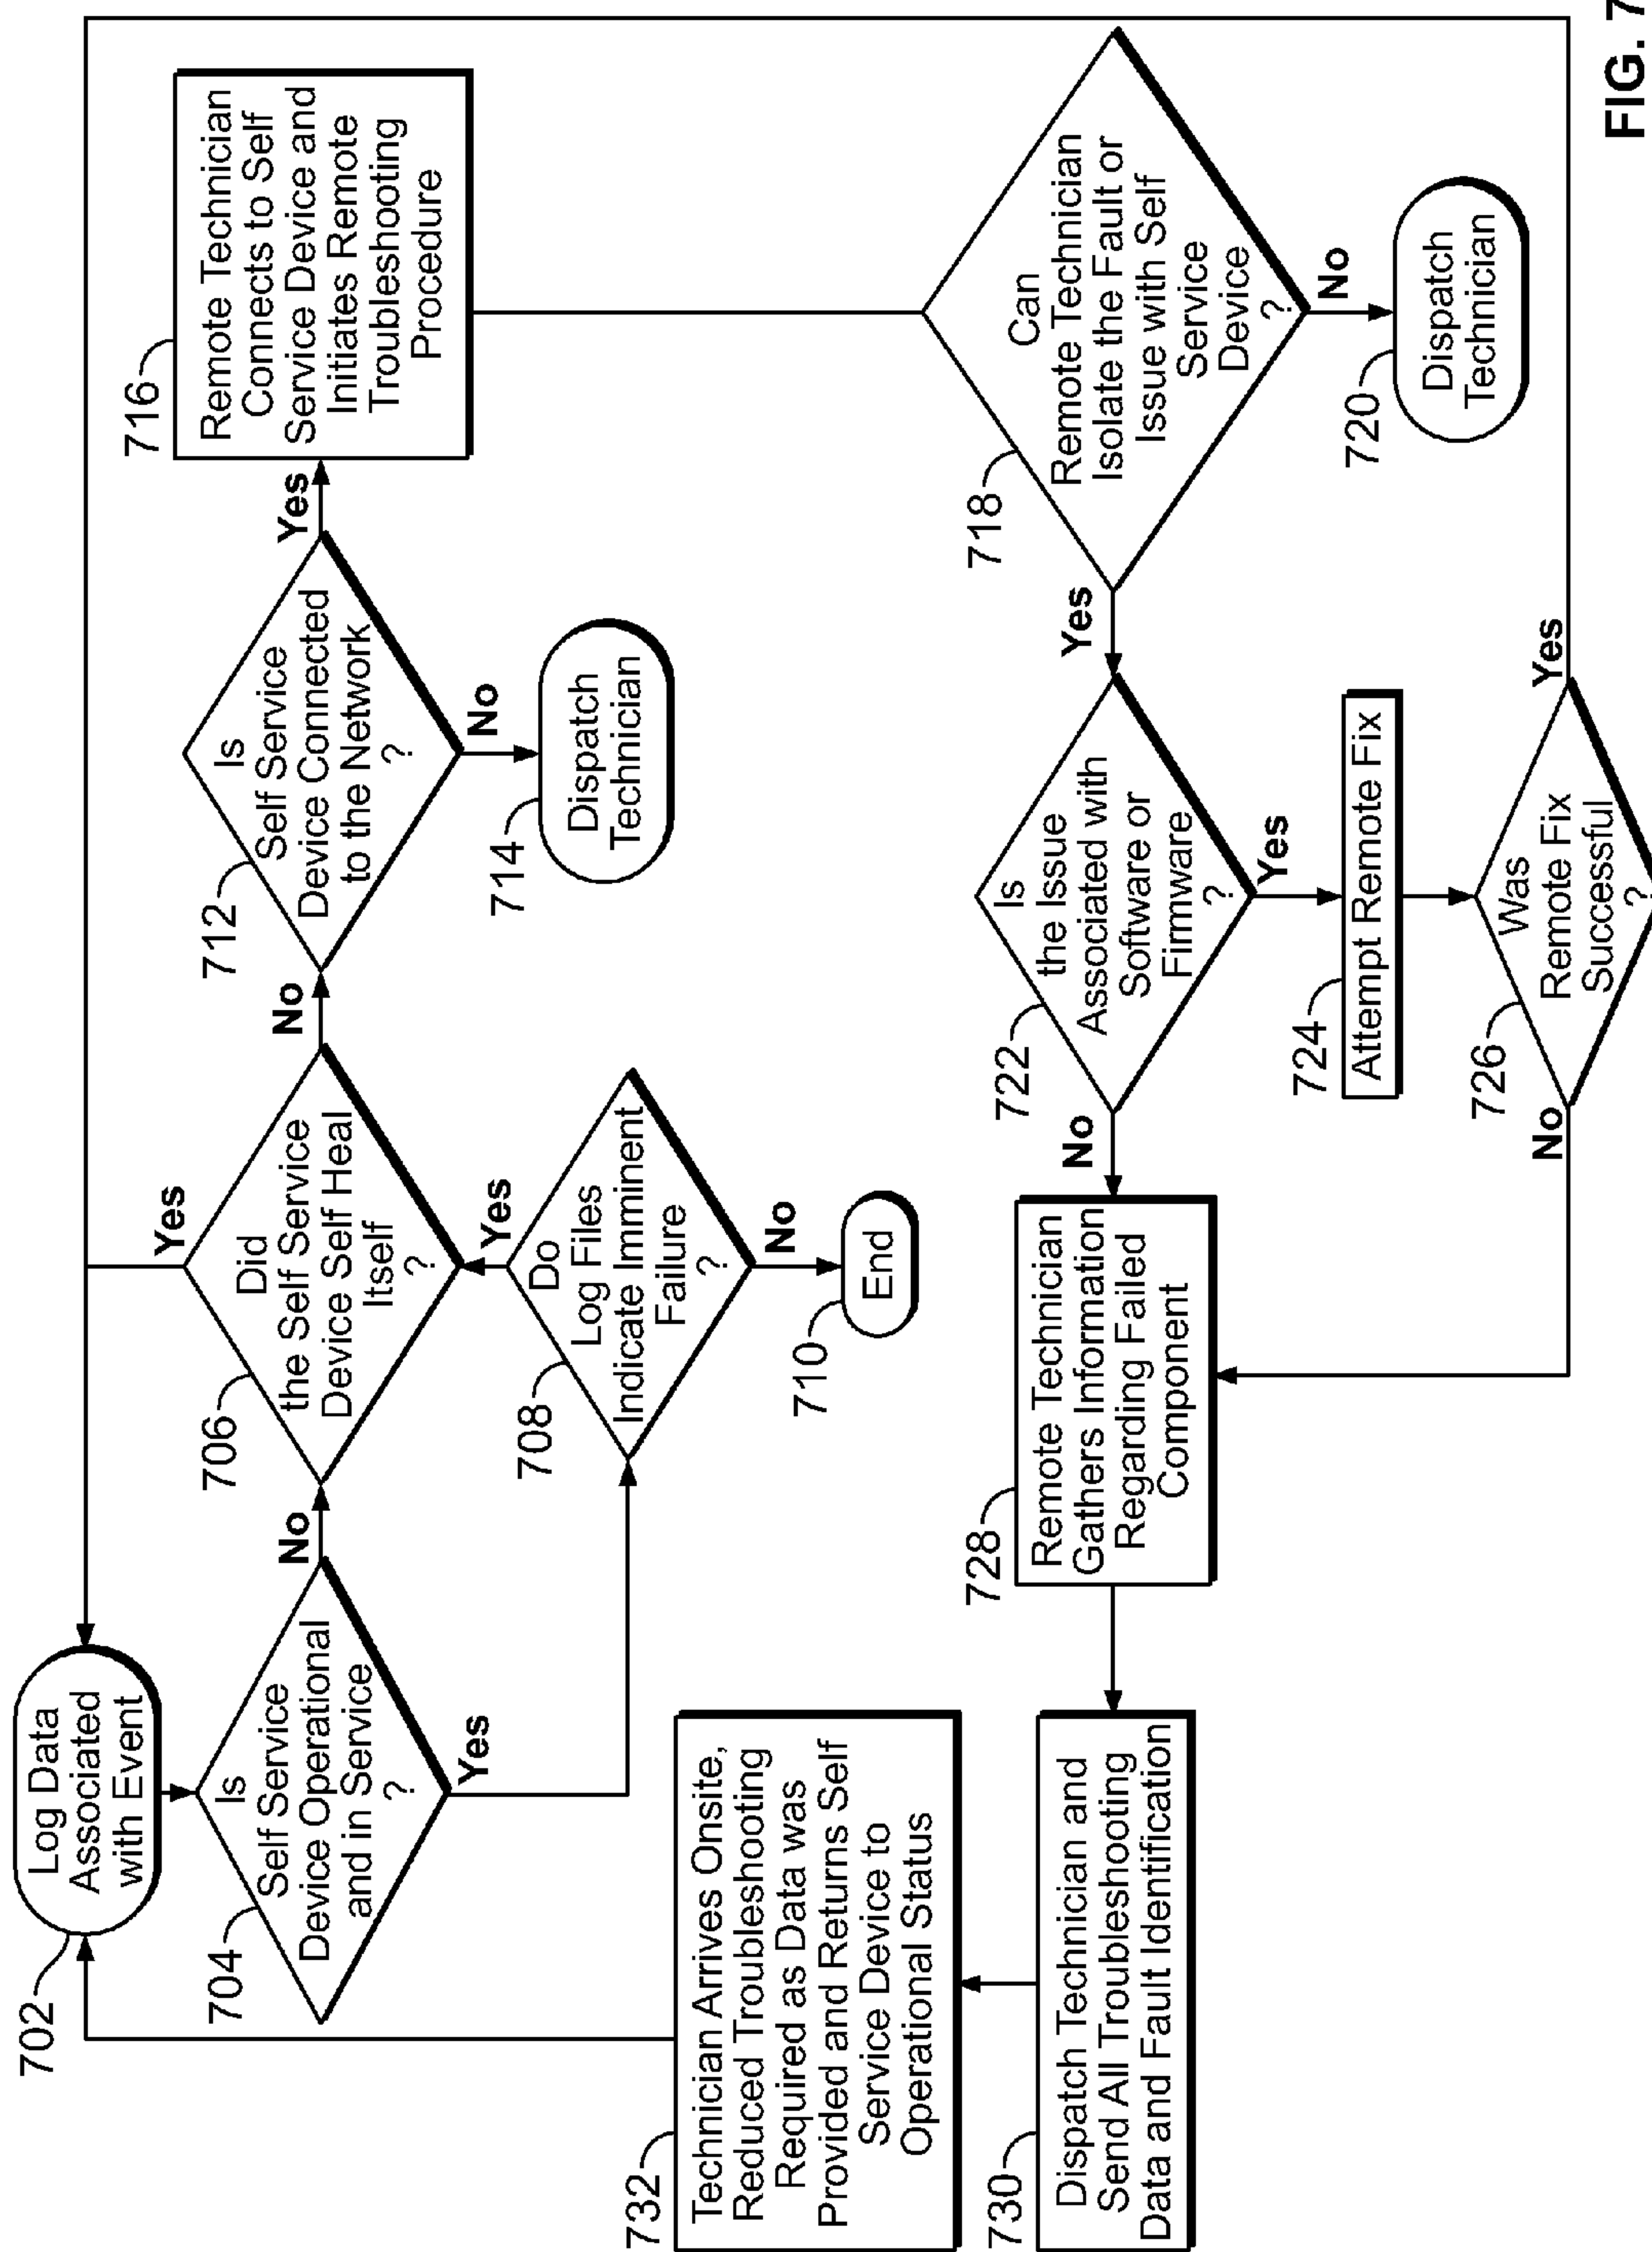 702
Log Data
Associated
with Event
704
Is
Self Service
Device Operational
and in Service
?
No
Yes
706
Did
the Self Service
Device Self Heal
Itself
?
Yes
No
708
Do
Log Files
Indicate Imminent
Failure
?
Yes
No
710
End
712
Is
Self Service
Device Connected
to the Network
?
Yes
No
714
Dispatch
Technician
716
Remote Technician
Connects to Self
Service Device and
Initiates Remote
Troubleshooting
Procedure
718
Can
Remote Technician
Isolate the Fault or
Issue with Self
Service
Device
?
Yes
No
720
Dispatch
Technician
722
Is
the Issue
Associated with
Software or
Firmware
?
No
Yes
724
Attempt Remote Fix
726
Was
Remote Fix
Successful
?
No
Yes
728
Remote Technician
Gathers Information
Regarding Failed
Component
730
Dispatch Technician and
Send All Troubleshooting
Data and Fault Identification
732
Technician Arrives Onsite,
Reduced Troubleshooting
Required as Data was
Provided and Returns Self
Service Device to
Operational Status
FIG. 7